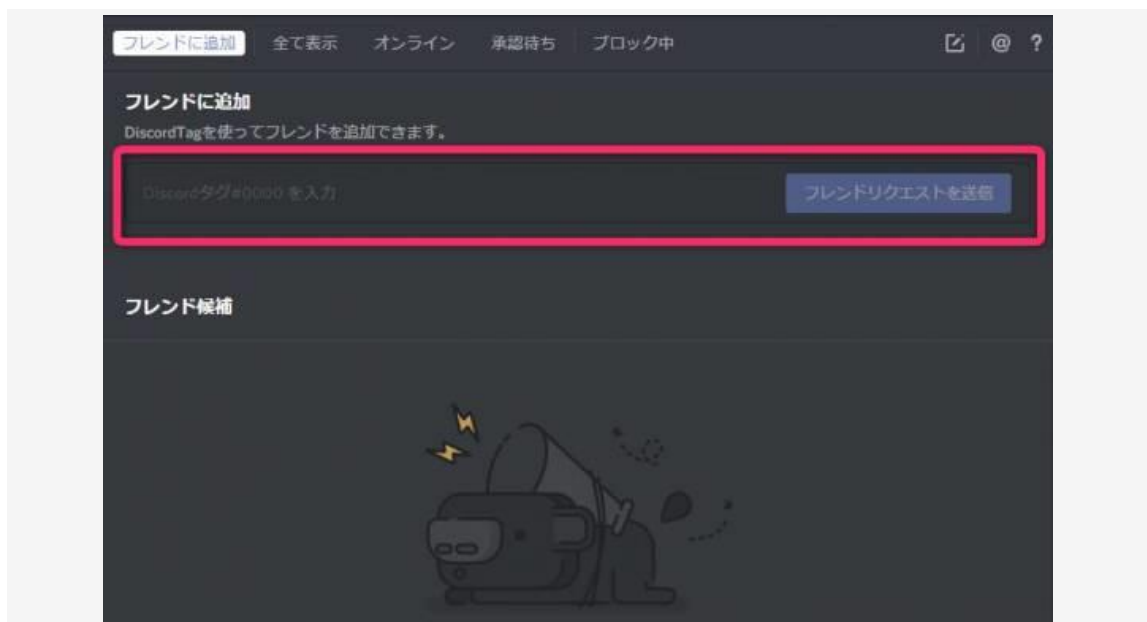 フレンドに追加 全て表示 オンライン 承認待ち ブロック中 @ ?
フレンドに追加
DiscordTagを使ってフレンドを追加できます。
Discordタグ#0000 を入力 フレンドリクエストを送信
フレンド候補